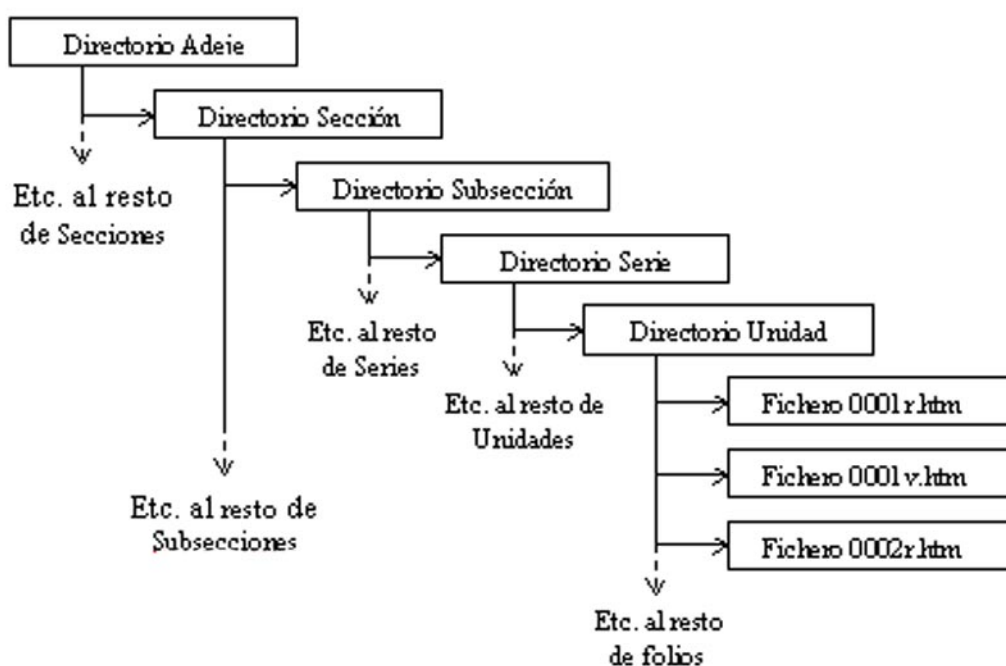 Directorio Adeie
Directorio Sección
Etc. al resto
de Secciones
Directorio Subsección
Directorio Serie
Etc. al resto
de Series
Directorio Unidad
Etc. al resto de
Unidades
Fichero 0001r.htm
Fichero 0001v.htm
Etc. al resto de
Subsecciones
Fichero 0002r.htm
Etc. al resto
de folios